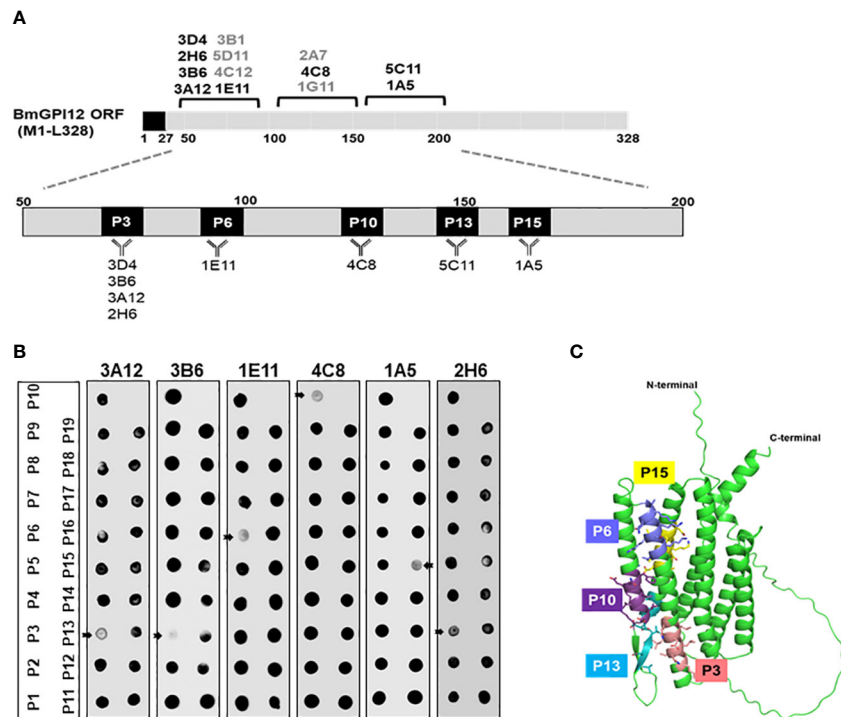 A
3D4 3B1
2H6 5D11 2A7
3B6 4C12 4C8 5C11
3A12 1E11 1G11 1A5
BmGPI12 ORF
(M1-L328)
1 27 50 100 150 200 328
50 100 150 200
P3 P6 P10 P13 P15
3D4 1E11 4C8 5C11 1A5
3B6
3A12
2H6
B
3A12 3B6 1E11 4C8 1A5 2H6
P10
P9 P19
P8 P18
P7 P17
P6 P16
P5 P15
P4 P14
P3 P13
P2 P12
P1 P11
C
N-terminal
C-terminal
P15
P6
P10
P13
P3